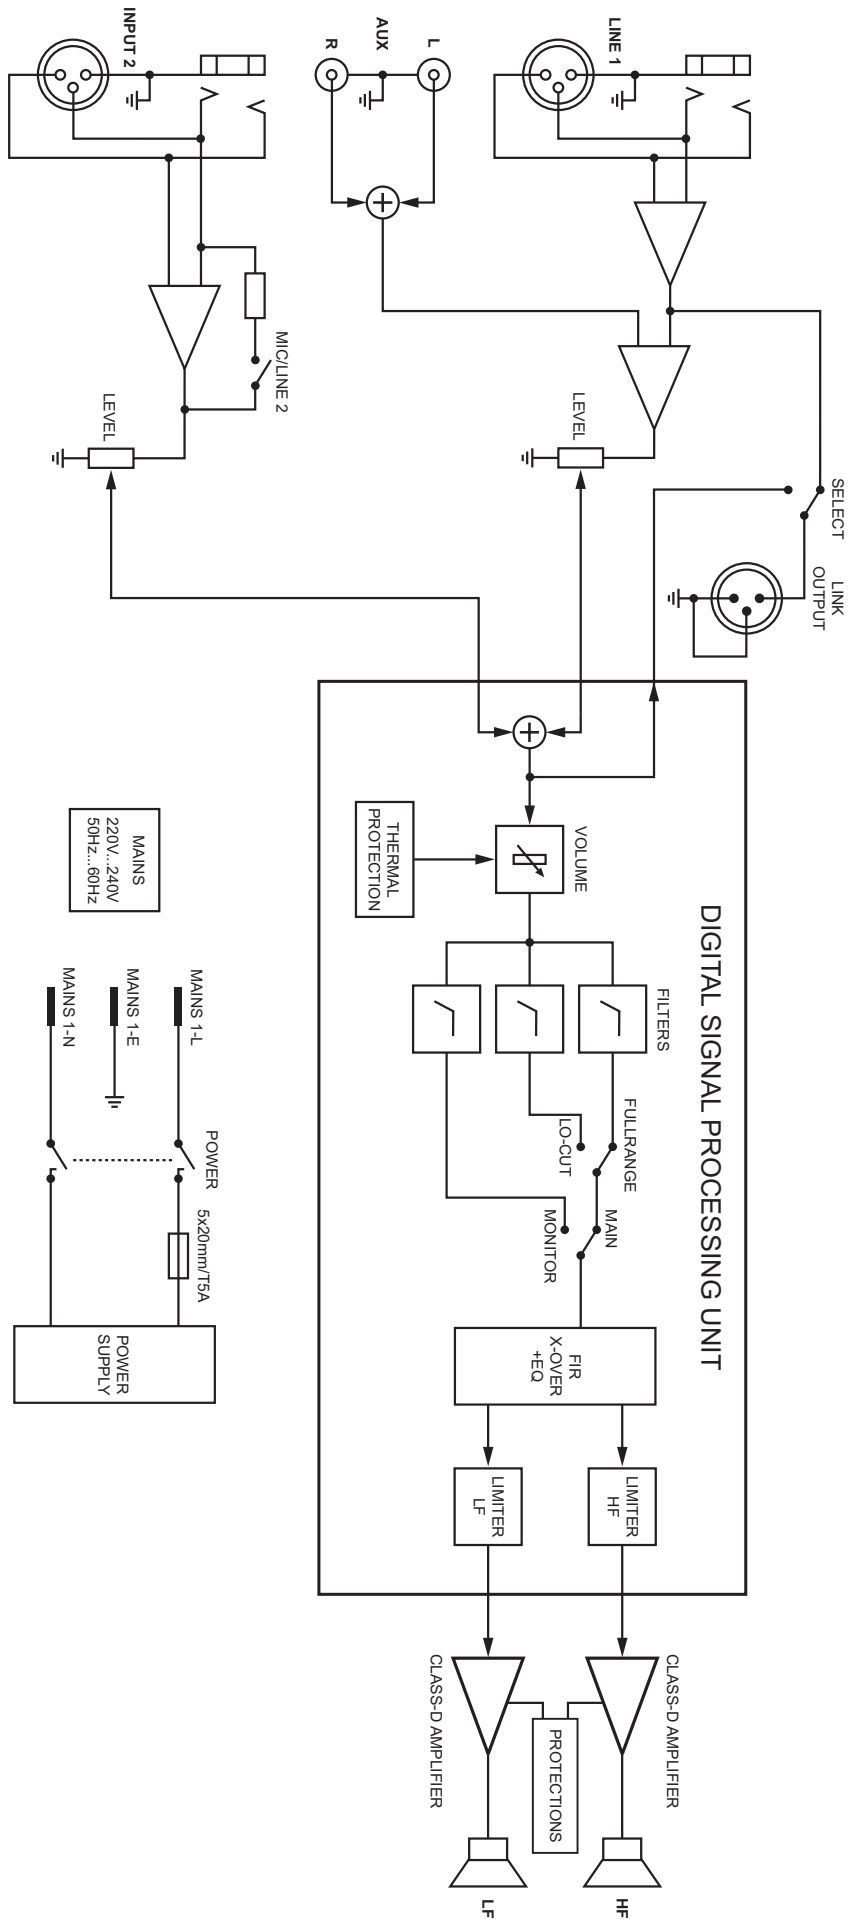 LINE 1
L
AUX
R
INPUT 2
MIC/LINE 2
LEVEL
LEVEL
SELECT
LINK
OUTPUT
DIGITAL SIGNAL PROCESSING UNIT
VOLUME
THERMAL
PROTECTION
FILTERS
FULLRANGE
LO-CUT
MAIN
MONITOR
FIR
X-OVER
+EQ
LIMITER
HF
LIMITER
LF
CLASS-D AMPLIFIER
CLASS-D AMPLIFIER
PROTECTIONS
HF
LF
MAINS
220V...240V
50Hz...60Hz
MAINS 1-L
MAINS 1-E
MAINS 1-N
POWER
5x20mm/T5A
POWER
SUPPLY